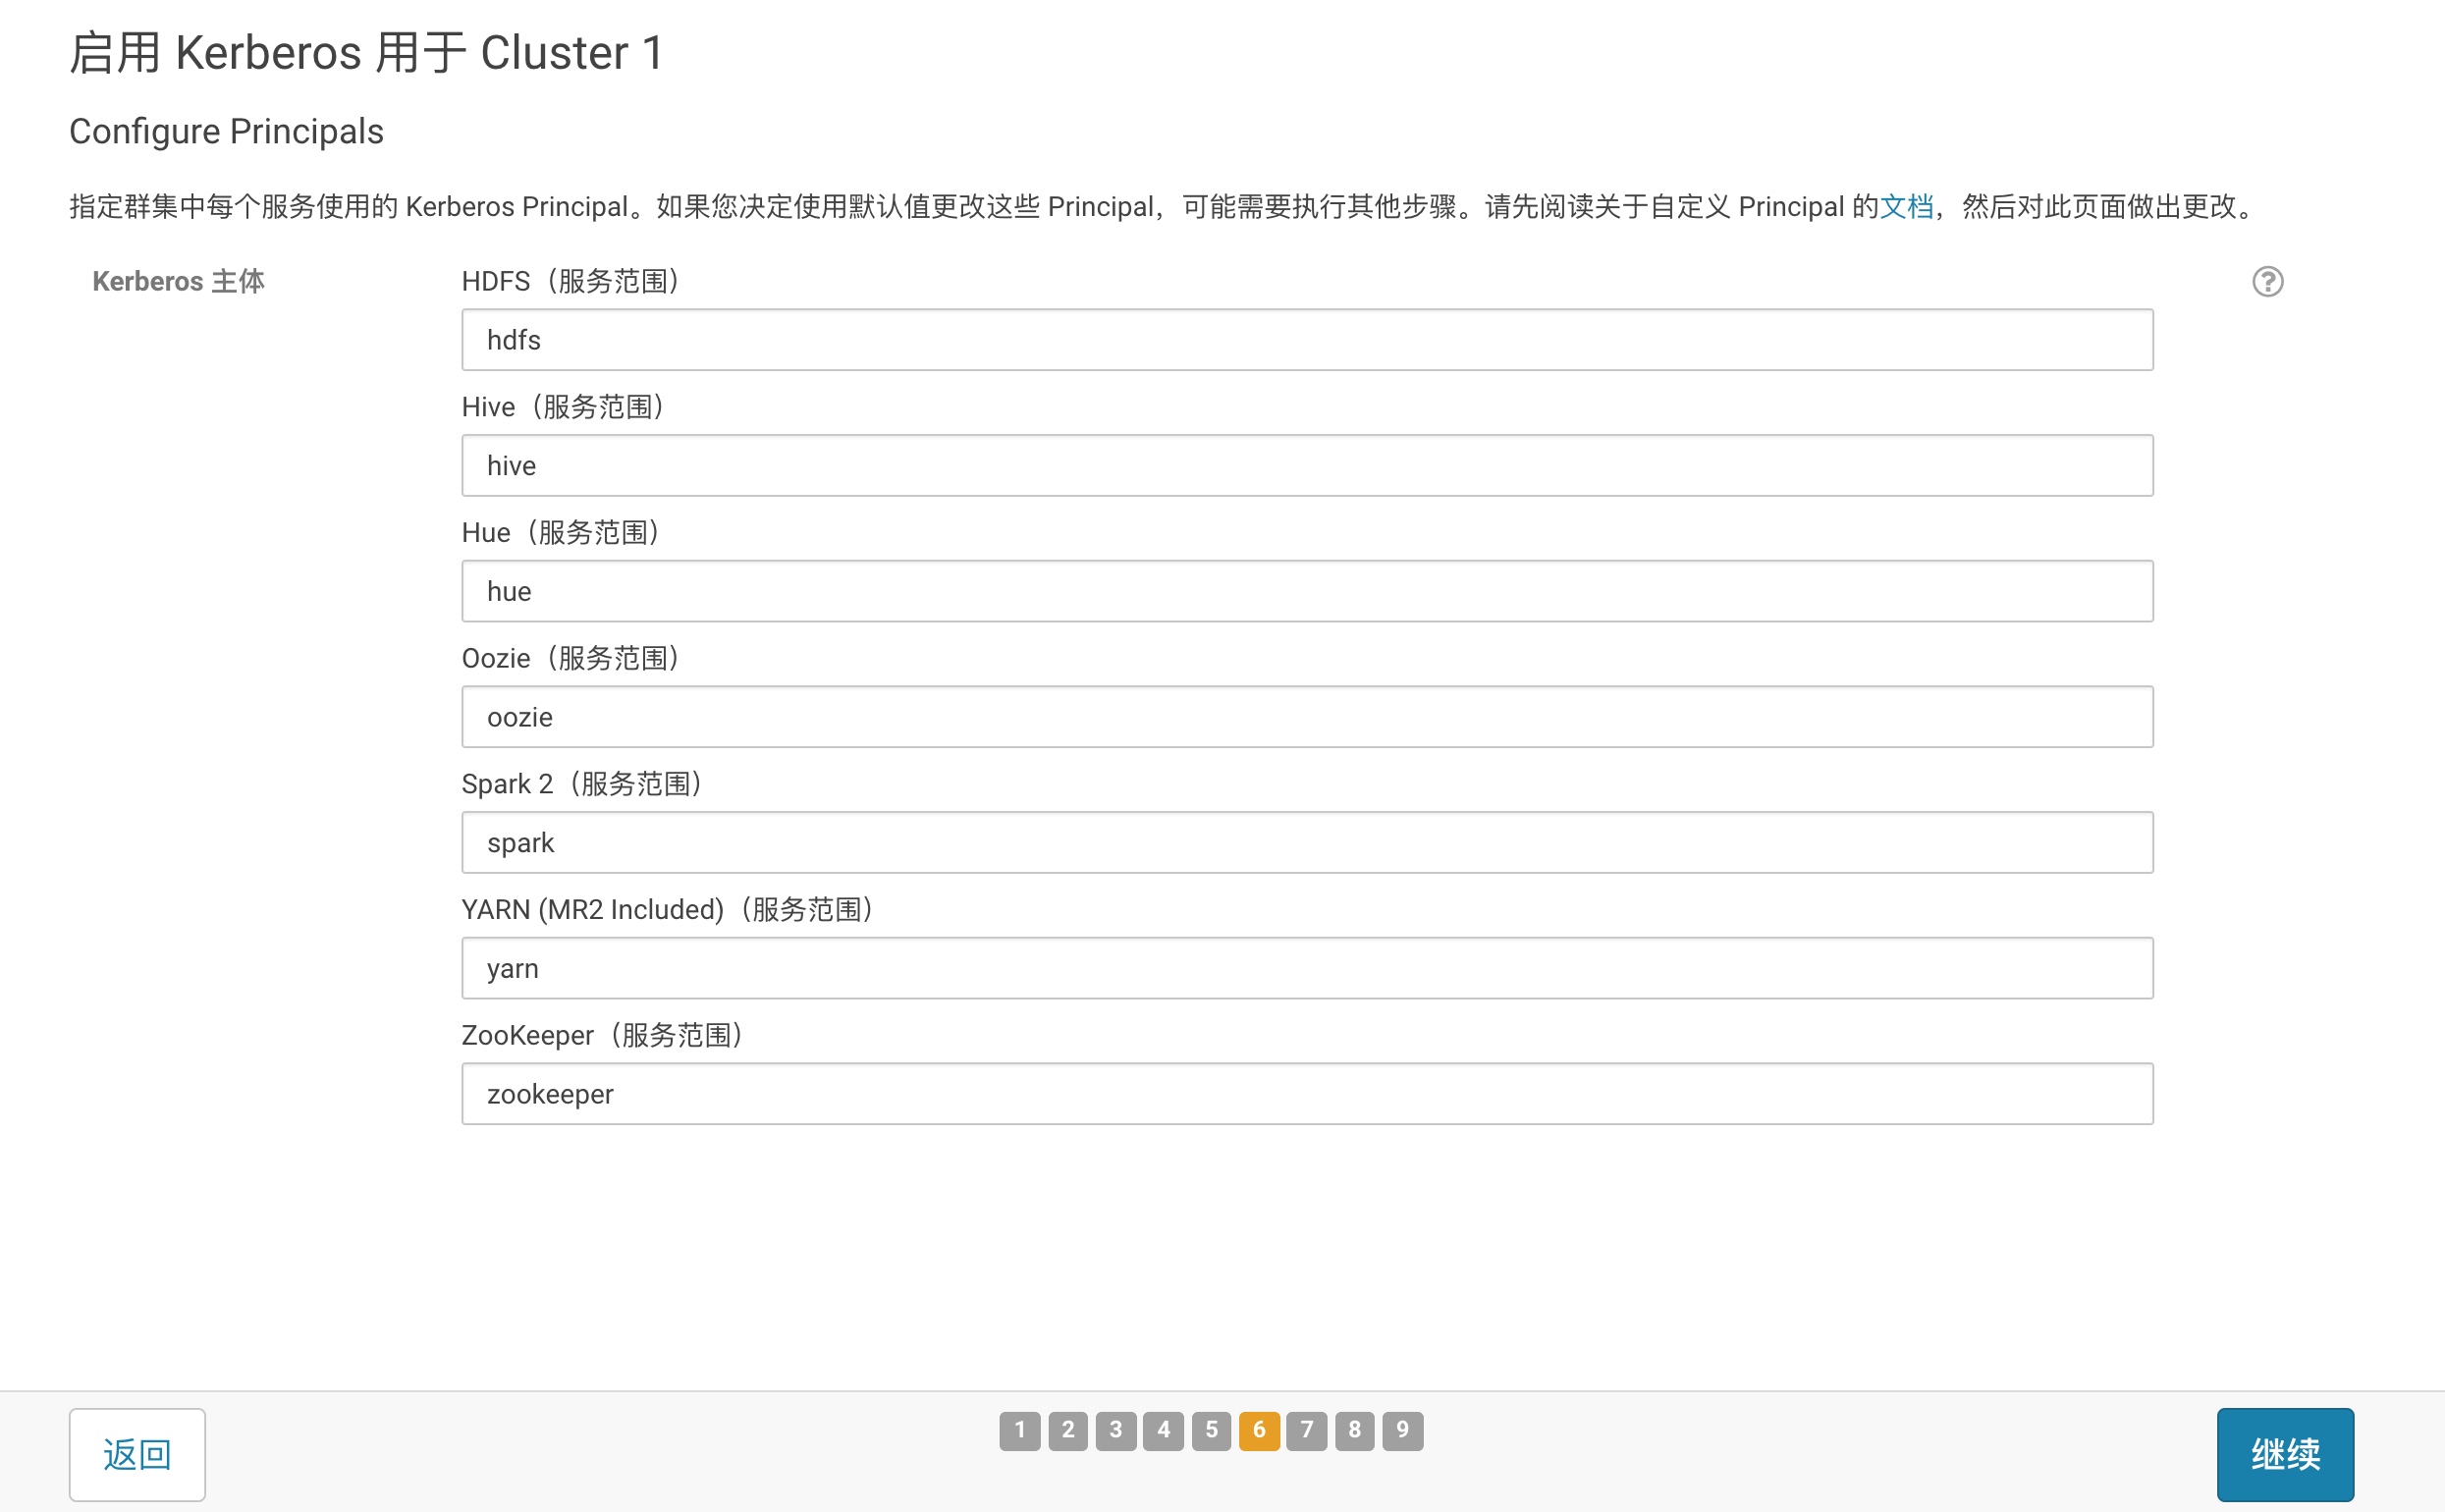 启用 Kerberos 用于 Cluster 1
Configure Principals
指定群集中每个服务使用的 Kerberos Principal。如果您决定使用默认值更改这些 Principal，可能需要执行其他步骤。请先阅读关于自定义 Principal 的文档，然后对此页面做出更改。
Kerberos 主体
HDFS（服务范围）
hdfs
Hive（服务范围）
hive
Hue（服务范围）
hue
Oozie（服务范围）
oozie
Spark 2（服务范围）
spark
YARN (MR2 Included)（服务范围）
yarn
ZooKeeper（服务范围）
zookeeper
返回
1 2 3 4 5 6 7 8 9
继续